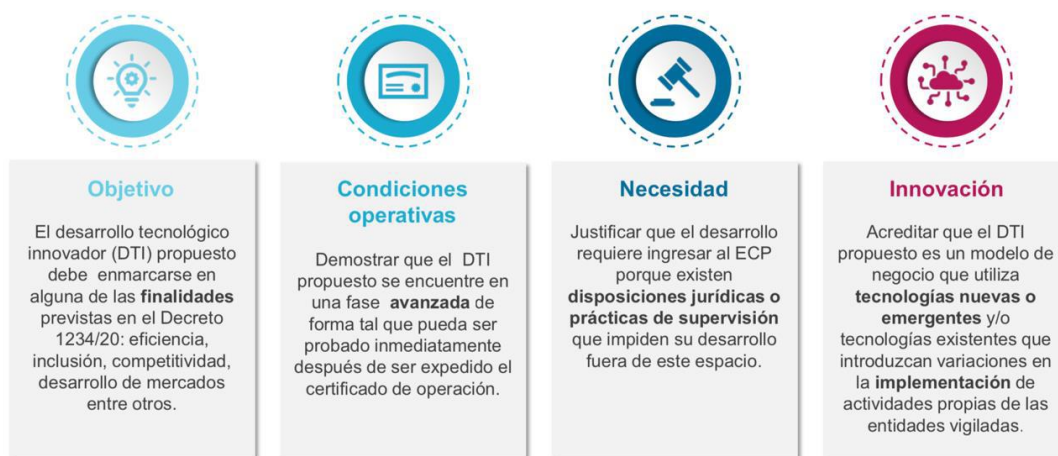 Objetivo
El desarrollo tecnológico
innovador (DTI) propuesto
debe enmarcarse en
alguna de las finalidades
previstas en el Decreto
1234/20: eficiencia,
inclusión, competitividad,
desarrollo de mercados
entre otros.
Condiciones
operativas
Demostrar que el DTI
propuesto se encuentre en
una fase avanzada de
forma tal que pueda ser
probado inmediatamente
después de ser expedido el
certificado de operación.
Necesidad
Justificar que el desarrollo
requiere ingresar al ECP
porque existen
disposiciones jurídicas o
prácticas de supervisión
que impiden su desarrollo
fuera de este espacio.
Innovación
Acreditar que el DTI
propuesto es un modelo de
negocio que utiliza
tecnologías nuevas o
emergentes y/o
tecnologías existentes que
introduzcan variaciones en
la implementación de
actividades propias de las
entidades vigiladas.